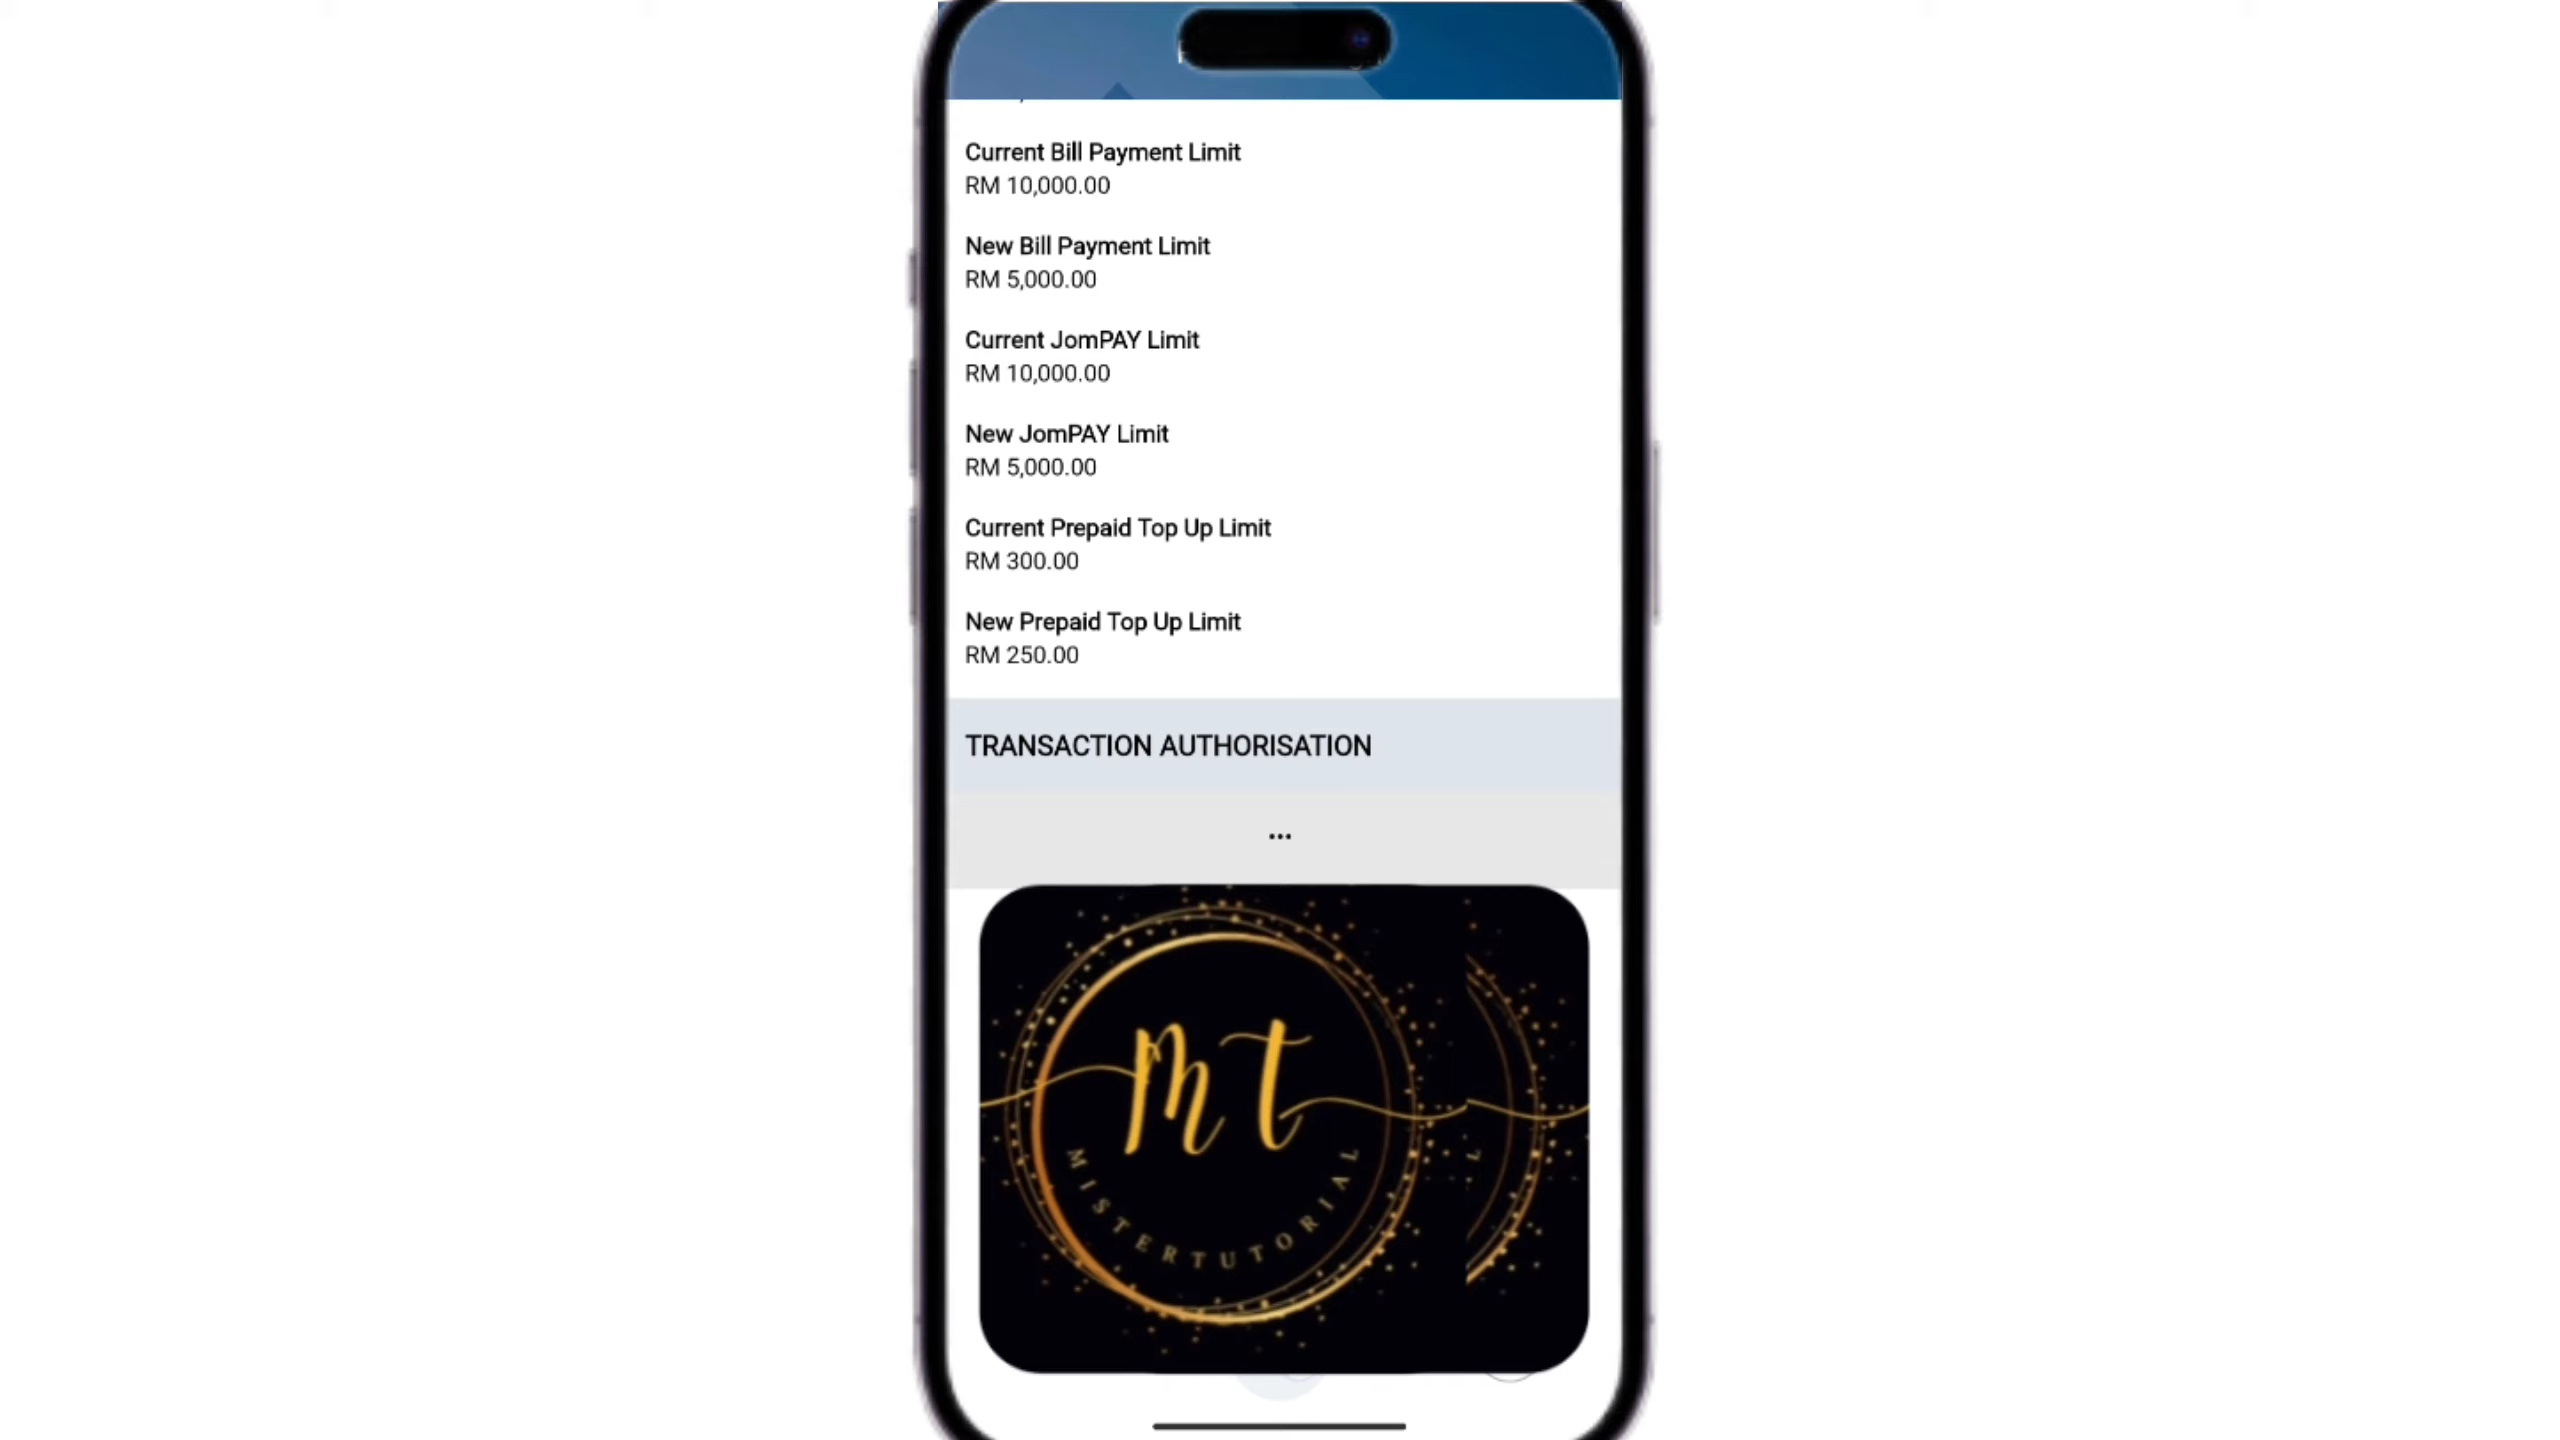 Current Bill Payment Limit
RM 10,000.00
New Bill Payment Limit
RM 5,000.00
Current JomPAY Limit
RM 10,000.00
New JomPAY Limit
RM 5,000.00
Current Prepaid Top Up Limit
RM 300.00
New Prepaid Top Up Limit
RM 250.00
TRANSACTION AUTHORISATION
...
MT
MISTERTUTORIAL
L